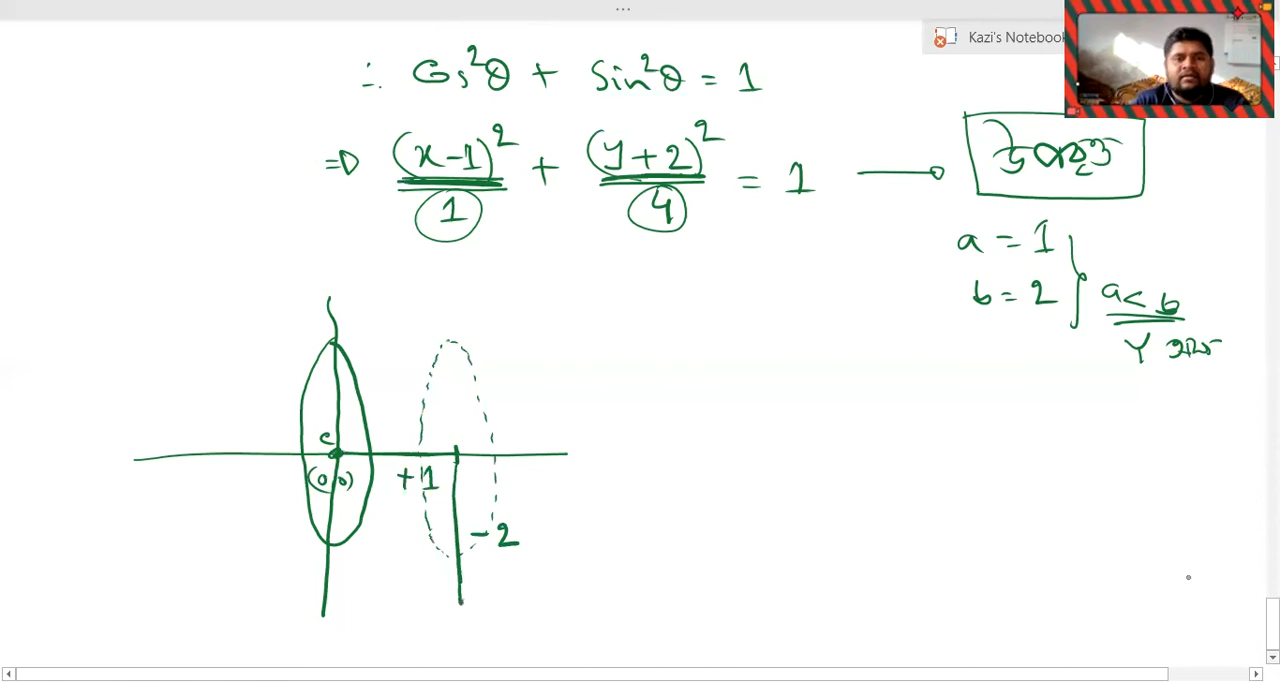 Kazi's Notebook
∴ Cos²θ + Sin²θ = 1
⇒ (x-1)²/1 + (y+2)²/4 = 1 → উপবৃত্ত
a = 1
b = 2
a < b
Y অক্ষ
c
(0,0)
+1
-2